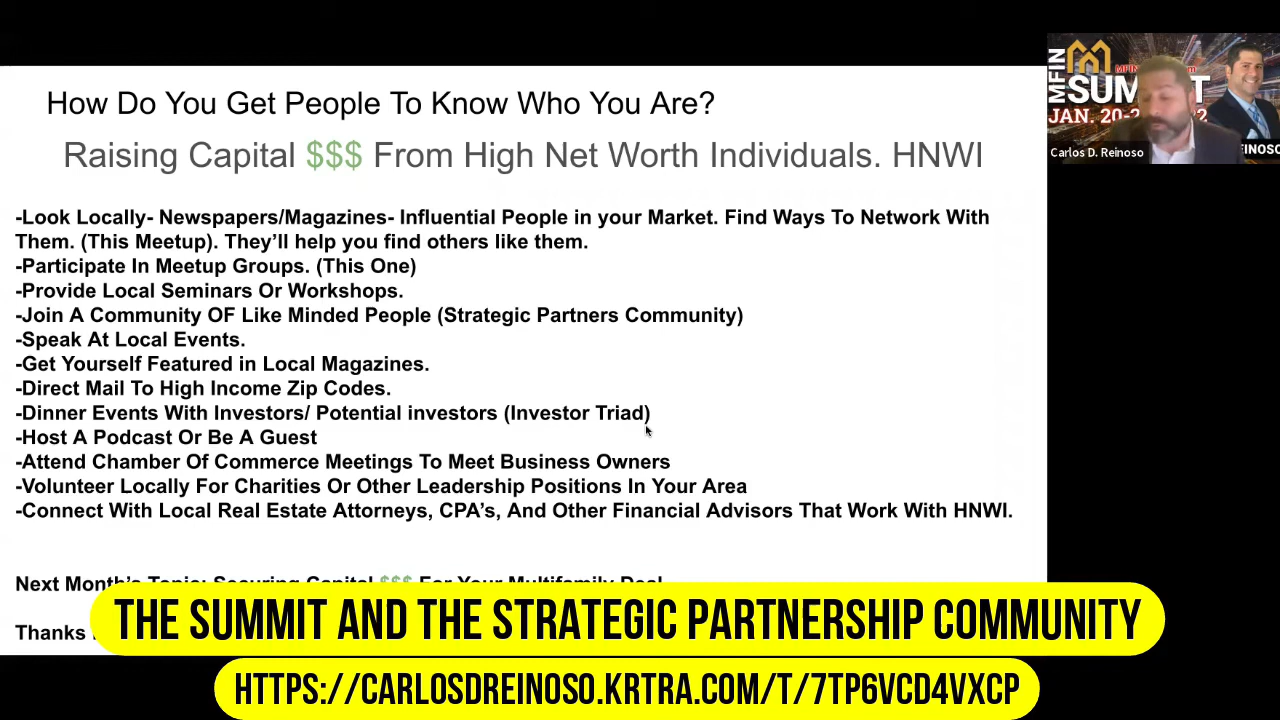 How Do You Get People To Know Who You Are?
Raising Capital $$$ From High Net Worth Individuals. HNWI
-Look Locally- Newspapers/Magazines- Influential People in your Market. Find Ways To Network With
Them. (This Meetup). They’ll help you find others like them.
-Participate In Meetup Groups. (This One)
-Provide Local Seminars Or Workshops.
-Join A Community OF Like Minded People (Strategic Partners Community)
-Speak At Local Events.
-Get Yourself Featured in Local Magazines.
-Direct Mail To High Income Zip Codes.
-Dinner Events With Investors/ Potential investors (Investor Triad)
-Host A Podcast Or Be A Guest
-Attend Chamber Of Commerce Meetings To Meet Business Owners
-Volunteer Locally For Charities Or Other Leadership Positions In Your Area
-Connect With Local Real Estate Attorneys, CPA’s, And Other Financial Advisors That Work With HNWI.
Next Month’s Topic: Securing Capital $$$ For Your Multifamily Deal
Thanks
THE SUMMIT AND THE STRATEGIC PARTNERSHIP COMMUNITY
HTTPS://CARLOSDREINOSO.KRTRA.COM/T/7TP6VCD4VXCP
MFIN
JAN. 20-2
Carlos D. Reinoso